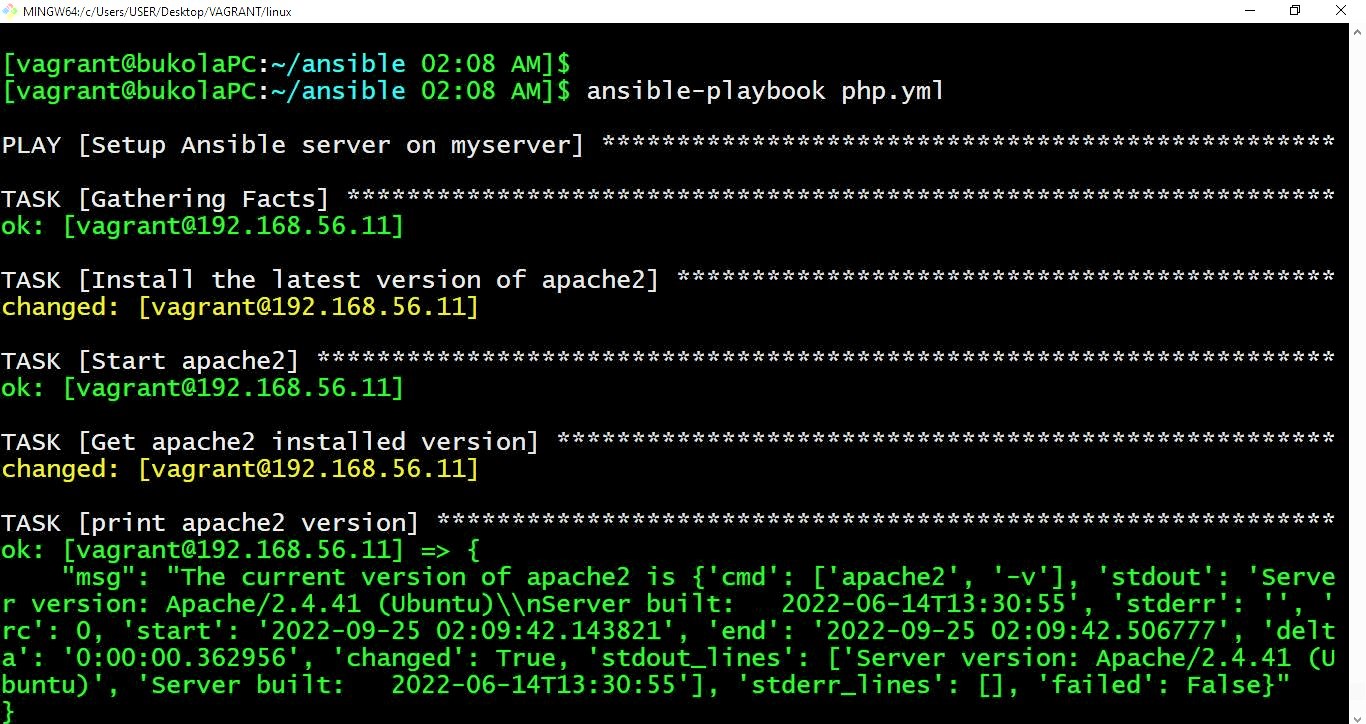 MINGW64:/c/Users/USER/Desktop/VAGRANT/linux
[vagrant@bukolaPC:~/ansible 02:08 AM]$
[vagrant@bukolaPC:~/ansible 02:08 AM]$ ansible-playbook php.yml
PLAY [Setup Ansible server on myserver] *************************************************
TASK [Gathering Facts] ******************************************************************
ok: [vagrant@192.168.56.11]
TASK [Install the latest version of apache2] ********************************************
changed: [vagrant@192.168.56.11]
TASK [Start apache2] ********************************************************************
ok: [vagrant@192.168.56.11]
TASK [Get apache2 installed version] ****************************************************
changed: [vagrant@192.168.56.11]
TASK [print apache2 version] ************************************************************
ok: [vagrant@192.168.56.11] => {
    "msg": "The current version of apache2 is {'cmd': ['apache2', '-v'], 'stdout': 'Serve
r version: Apache/2.4.41 (Ubuntu)\\nServer built:   2022-06-14T13:30:55', 'stderr': '', '
rc': 0, 'start': '2022-09-25 02:09:42.143821', 'end': '2022-09-25 02:09:42.506777', 'delt
a': '0:00:00.362956', 'changed': True, 'stdout_lines': ['Server version: Apache/2.4.41 (U
buntu)', 'Server built:   2022-06-14T13:30:55'], 'stderr_lines': [], 'failed': False}"
}